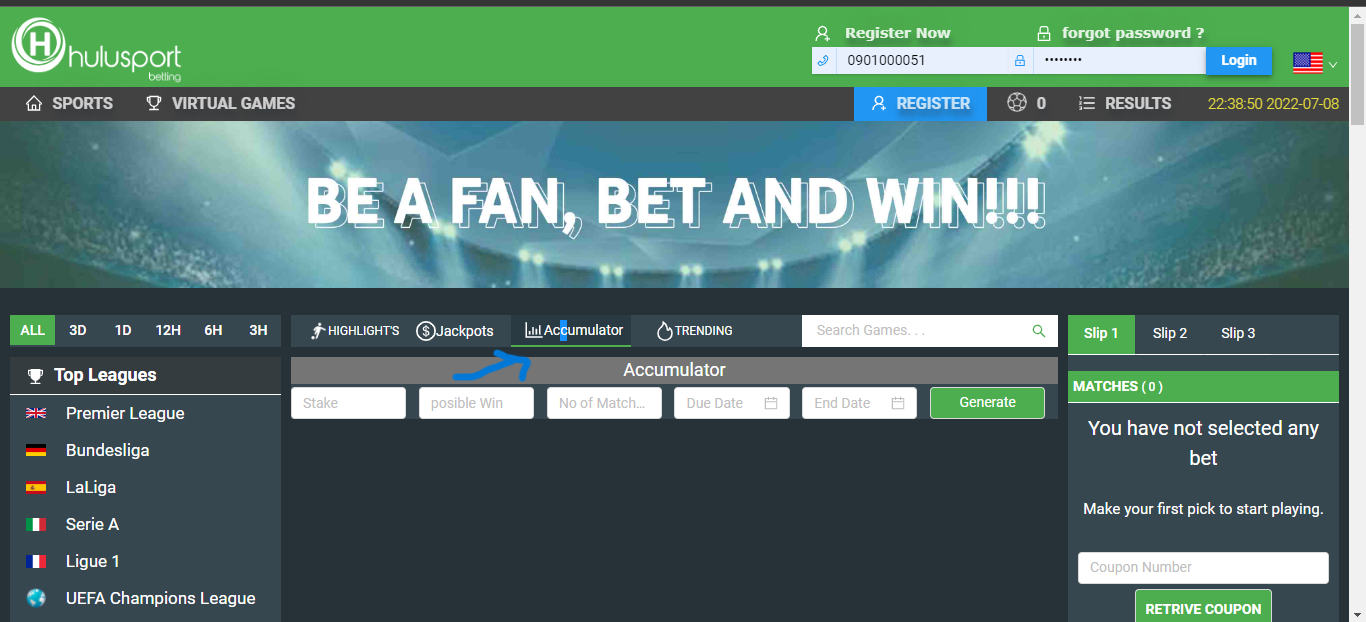 hulusport
betting
Register Now
forgot password ?
0901000051
••••••••
Login
SPORTS
VIRTUAL GAMES
REGISTER
0
RESULTS
22:38:50 2022-07-08
BE A FAN, BET AND WIN!!!
ALL 3D 1D 12H 6H 3H
HIGHLIGHT'S Jackpots Accumulator TRENDING
Search Games. . .
Slip 1 Slip 2 Slip 3
Top Leagues
Premier League
Bundesliga
LaLiga
Serie A
Ligue 1
UEFA Champions League
Accumulator
Stake posible Win No of Match... Due Date End Date Generate
MATCHES ( 0 )
You have not selected any
bet
Make your first pick to start playing.
Coupon Number
RETRIVE COUPON